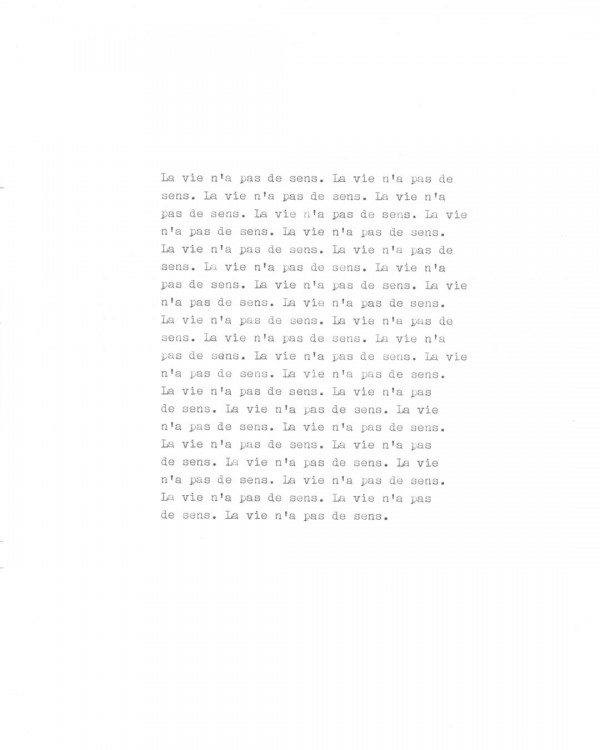 La vie n'a pas de sens. La vie n'a pas de
sens. La vie n'a pas de sens. La vie n'a
pas de sens. La vie n'a pas de sens. La vie
n'a pas de sens. La vie n'a pas de sens.
La vie n'a pas de sens. La vie n'a pas de
sens. La vie n'a pas de sens. La vie n'a
pas de sens. La vie n'a pas de sens. La vie
n'a pas de sens. La vie n'a pas de sens.
La vie n'a pas de sens. La vie n'a pas de
sens. La vie n'a pas de sens. La vie n'a
pas de sens. La vie n'a pas de sens. La vie
n'a pas de sens. La vie n'a pas de sens.
La vie n'a pas de sens. La vie n'a pas
de sens. La vie n'a pas de sens. La vie
n'a pas de sens. La vie n'a pas de sens.
La vie n'a pas de sens. La vie n'a pas
de sens. La vie n'a pas de sens. La vie
n'a pas de sens. La vie n'a pas de sens.
La vie n'a pas de sens. La vie n'a pas
de sens. La vie n'a pas de sens.